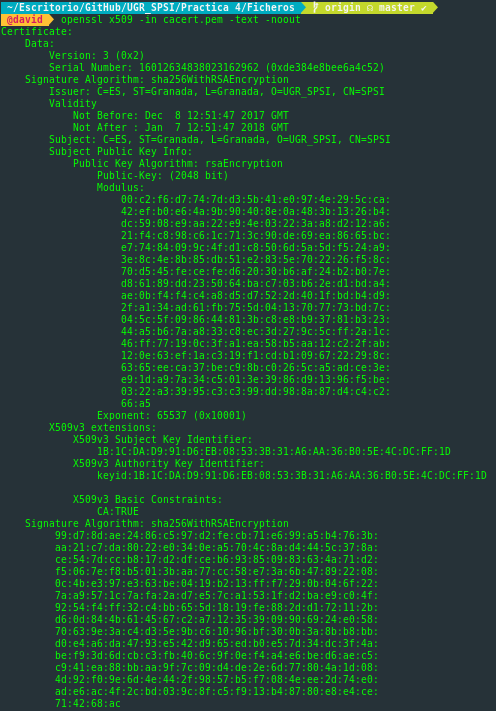 ~/Escritorio/GitHub/UGR_SPSI/Practica 4/Ficheros origin master ✔
@david openssl x509 -in cacert.pem -text -noout
Certificate:
Data:
Version: 3 (0x2)
Serial Number: 16012634838023162962 (0xde384e8bee6a4c52)
Signature Algorithm: sha256WithRSAEncryption
Issuer: C=ES, ST=Granada, L=Granada, O=UGR_SPSI, CN=SPSI
Validity
Not Before: Dec  8 12:51:47 2017 GMT
Not After : Jan  7 12:51:47 2018 GMT
Subject: C=ES, ST=Granada, L=Granada, O=UGR_SPSI, CN=SPSI
Subject Public Key Info:
Public Key Algorithm: rsaEncryption
Public-Key: (2048 bit)
Modulus:
00:c2:f6:d7:74:7d:d3:5b:41:e0:97:4e:29:5c:ca:
42:ef:b0:e6:4a:9b:90:40:8e:0a:48:3b:13:26:b4:
dc:59:08:e9:aa:22:e9:4e:03:22:3a:a8:d2:12:a6:
21:f4:c8:98:c6:1c:71:3c:90:de:69:ea:86:65:bc:
e7:74:84:09:9c:4f:d1:c8:50:6d:5a:5d:f5:24:a9:
3e:8c:4e:8b:85:db:51:e2:83:5e:70:22:26:f5:8c:
70:d5:45:fe:ce:fe:d6:20:30:b6:af:24:b2:b0:7e:
d8:61:89:dd:23:50:64:ba:c7:03:b6:2e:d1:bd:a4:
ae:0b:f4:f4:c4:a8:d5:d7:52:2d:40:1f:bd:b4:d9:
2f:a1:34:ad:61:fb:75:5d:04:13:70:77:73:bd:7c:
04:5c:5f:09:86:44:81:3b:c8:e8:b9:37:81:b3:23:
44:a5:b6:7a:a8:33:c8:ec:3d:27:9c:5c:ff:2a:1c:
46:ff:77:19:0c:3f:a1:ea:58:b5:aa:12:c2:2f:ab:
12:0e:63:ef:1a:c3:19:f1:cd:b1:09:67:22:29:8c:
63:65:ee:ca:37:be:c9:8b:c0:26:5c:a5:ad:ce:3e:
e9:1d:a9:7a:34:c5:01:3e:39:86:d9:13:96:f5:be:
03:22:a3:39:95:c3:c3:99:dd:98:8a:87:d4:c4:c2:
66:a5
Exponent: 65537 (0x10001)
X509v3 extensions:
X509v3 Subject Key Identifier:
1B:1C:DA:D9:91:D6:EB:08:53:3B:31:A6:AA:36:B0:5E:4C:DC:FF:1D
X509v3 Authority Key Identifier:
keyid:1B:1C:DA:D9:91:D6:EB:08:53:3B:31:A6:AA:36:B0:5E:4C:DC:FF:1D
X509v3 Basic Constraints:
CA:TRUE
Signature Algorithm: sha256WithRSAEncryption
99:d7:8d:ae:24:86:c5:97:d2:fe:cb:71:e6:99:a5:b4:76:3b:
aa:21:c7:da:80:22:e0:34:0e:a5:70:4c:8a:d4:44:5c:37:8a:
ce:54:7d:cc:b8:17:d2:df:ce:b6:93:85:09:83:63:4a:71:d2:
f5:06:7e:f8:b5:01:3b:aa:77:cc:58:e7:3a:6b:47:89:22:08:
0c:4b:e3:97:e3:63:be:04:19:b2:13:ff:f7:29:0b:04:6f:22:
7a:a9:57:1c:7a:fa:2a:d7:e5:7c:a1:53:1f:d2:ba:e9:c0:4f:
92:54:f4:ff:32:c4:bb:65:5d:18:19:fe:88:2d:d1:72:11:2b:
d6:0d:84:4b:61:45:67:c2:a7:12:35:39:09:90:69:24:e0:58:
70:63:9e:3a:c4:d3:5e:9b:c6:10:96:bf:30:0b:3a:8b:b8:bb:
d0:e4:a6:da:47:93:e5:42:d9:65:ed:b0:e5:7d:34:dc:3f:4a:
be:f9:3d:6d:cb:c3:fb:40:6c:9f:0e:f4:a4:e6:be:d6:ae:c5:
c9:41:ea:88:bb:aa:9f:7c:09:d4:de:2e:6d:77:80:4a:1d:08:
4d:92:f0:9e:6d:4e:44:2f:98:57:b5:f7:08:4e:ee:2d:74:e0:
ad:e6:ac:4f:2c:bd:03:9c:8f:c5:f9:13:b4:87:80:e8:e4:ce:
71:42:68:ac